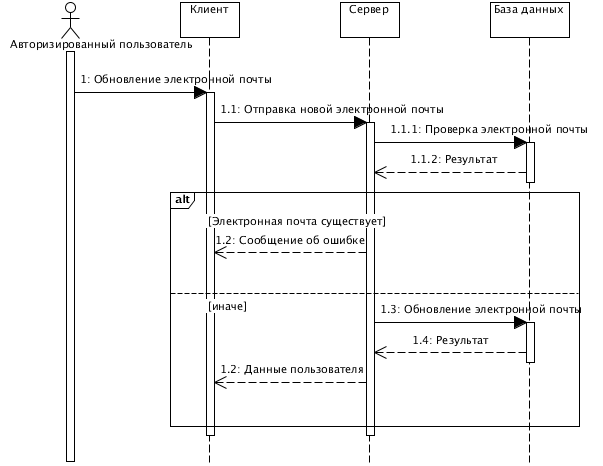 Клиент
Сервер
База данных
Авторизированный пользователь
1: Обновление электронной почты
1.1: Отправка новой электронной почты
1.1.1: Проверка электронной почты
1.1.2: Результат
alt
[Электронная почта существует]
1.2: Сообщение об ошибке
[иначе]
1.3: Обновление электронной почты
1.4: Результат
1.2: Данные пользователя